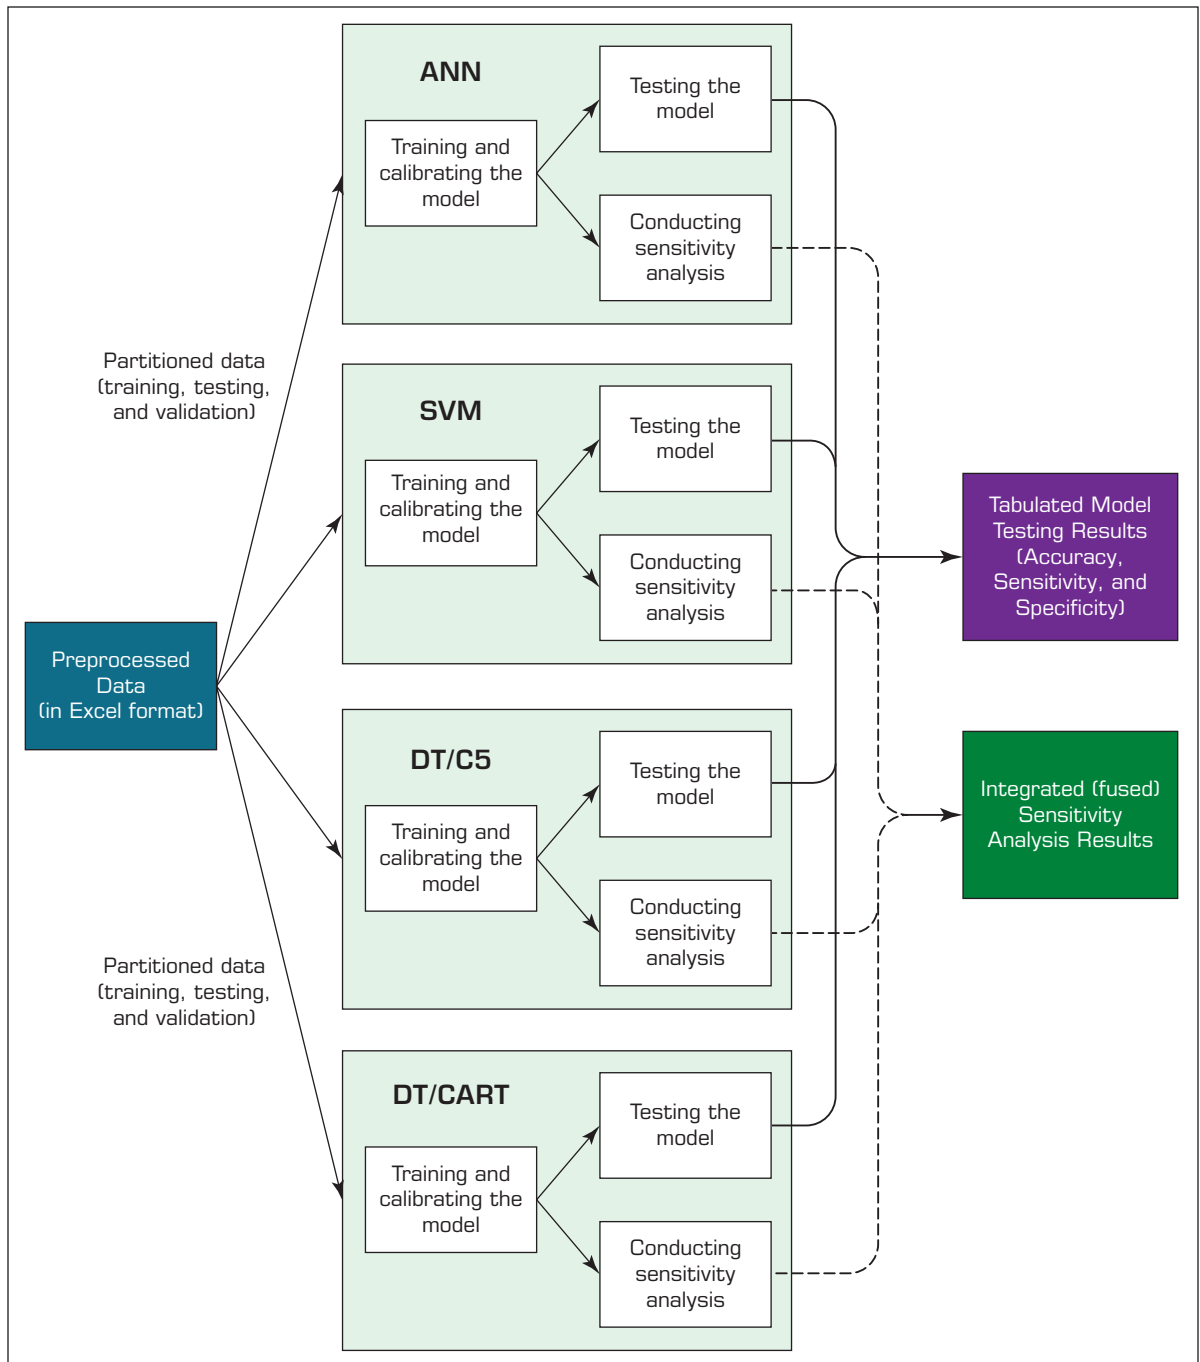 ANN
Training and
calibrating the
model
Testing the
model
Conducting
sensitivity
analysis
Partitioned data
(training, testing,
and validation)
SVM
Training and
calibrating the
model
Testing the
model
Conducting
sensitivity
analysis
Preprocessed
Data
(in Excel format)
Tabulated Model
Testing Results
(Accuracy,
Sensitivity, and
Specificity)
DT/C5
Training and
calibrating the
model
Testing the
model
Conducting
sensitivity
analysis
Integrated (fused)
Sensitivity
Analysis Results
Partitioned data
(training, testing,
and validation)
DT/CART
Training and
calibrating the
model
Testing the
model
Conducting
sensitivity
analysis